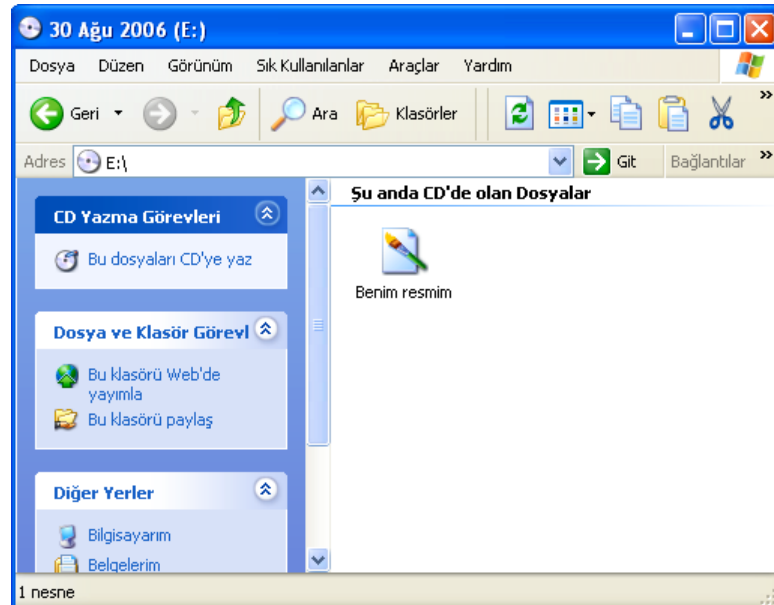 30 Ağu 2006 (E:)
Dosya Düzen Görünüm Sık Kullanılanlar Araçlar Yardım
Geri Ara Klasörler »
Adres E:\ Git Bağlantılar »
CD Yazma Görevleri
Bu dosyaları CD'ye yaz
Dosya ve Klasör Görevl
Bu klasörü Web'de
yayımla
Bu klasörü paylaş
Diğer Yerler
Bilgisayarım
Belgelerim
Şu anda CD'de olan Dosyalar
Benim resmim
1 nesne